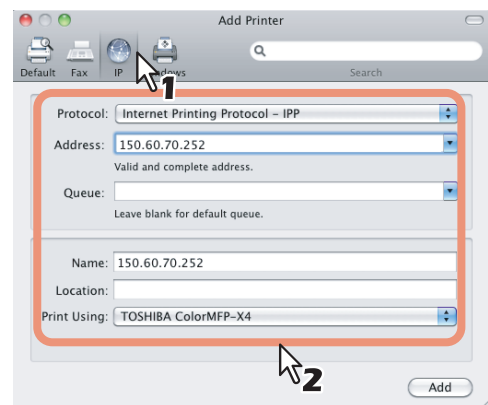 Add Printer
Default Fax IP Windows Search
1
Protocol: Internet Printing Protocol – IPP
Address: 150.60.70.252
Valid and complete address.
Queue:
Leave blank for default queue.
Name: 150.60.70.252
Location:
Print Using: TOSHIBA ColorMFP-X4
2
Add